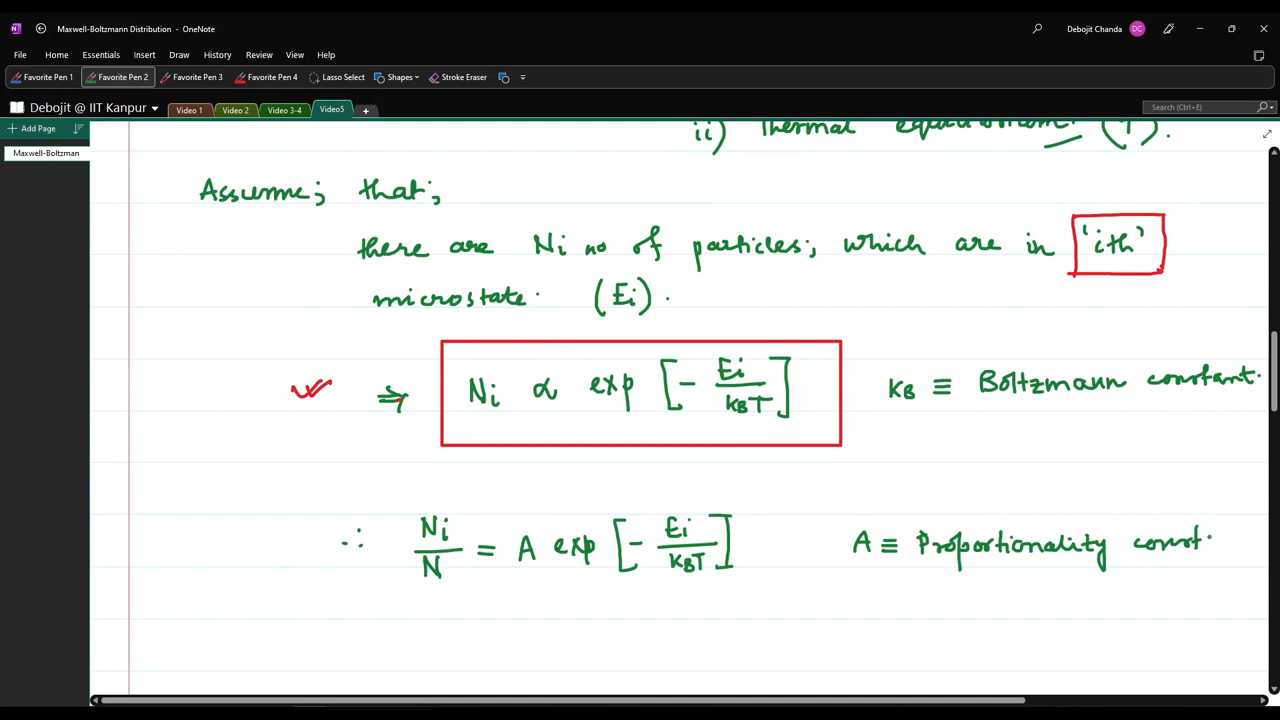 Maxwell-Boltzmann Distribution - OneNote
Debojit Chanda DC
File Home Essentials Insert Draw History Review View Help
Favorite Pen 1 Favorite Pen 2 Favorite Pen 3 Favorite Pen 4 Lasso Select Shapes Stroke Eraser
Debojit @ IIT Kanpur Video 1 Video 2 Video 3-4 Video5 + Search (Ctrl+E)
+ Add Page
Maxwell-Boltzman
ii) Thermal equilibrium. (T).
Assume; that;
there are Ni no of particles; which are in 'ith'
microstate. (Ei).
⇒ Ni ∝ exp [- Ei/kBT] kB ≡ Boltzmann constant.
∴ Ni/N = A exp [- Ei/kBT] A ≡ Proportionality const.